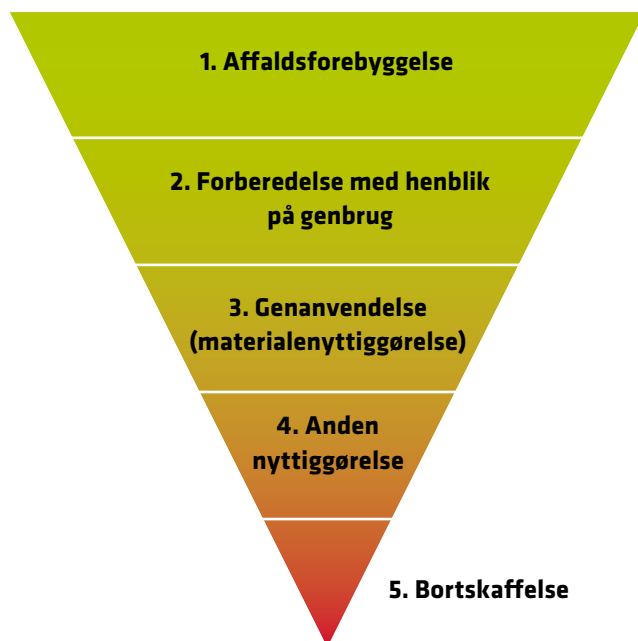 1. Affaldsforebyggelse
2. Forberedelse med henblik
på genbrug
3. Genanvendelse
(materialenyttiggørelse)
4. Anden
nyttiggørelse
5. Bortskaffelse